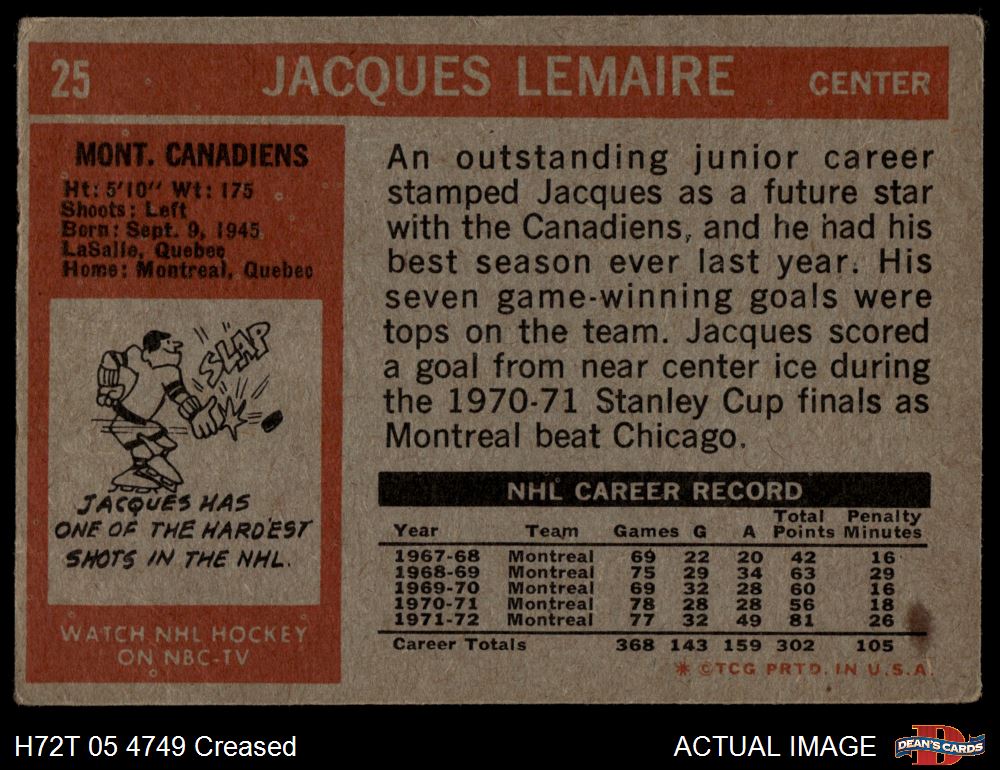 25 JACQUES LEMAIRE CENTER
MONT. CANADIENS
Ht: 5'10" Wt: 175
Shoots: Left
Born: Sept. 9, 1945
LaSalle, Quebec
Home: Montreal, Quebec
SLAP
JACQUES HAS
ONE OF THE HARDEST
SHOTS IN THE NHL.
WATCH NHL HOCKEY
ON NBC-TV
An outstanding junior career
stamped Jacques as a future star
with the Canadiens, and he had his
best season ever last year. His
seven game-winning goals were
tops on the team. Jacques scored
a goal from near center ice during
the 1970-71 Stanley Cup finals as
Montreal beat Chicago.
NHL CAREER RECORD
Year Team Games G A Total Points Penalty Minutes
1967-68 Montreal 69 22 20 42 16
1968-69 Montreal 75 29 34 63 29
1969-70 Montreal 69 32 28 60 16
1970-71 Montreal 78 28 28 56 18
1971-72 Montreal 77 32 49 81 26
Career Totals 368 143 159 302 105
* ©TCG PRTD. IN U.S.A.
H72T 05 4749 Creased
ACTUAL IMAGE
DEAN'S CARDS